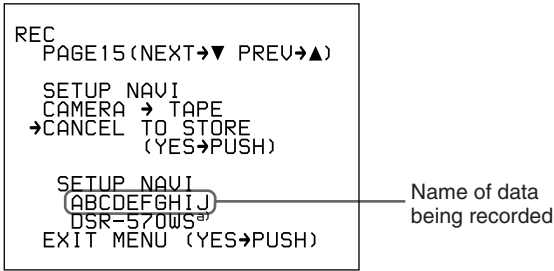 REC
PAGE15(NEXT➔▼ PREV➔▲)
SETUP NAVI
CAMERA ➔ TAPE
➔CANCEL TO STORE
(YES➔PUSH)
SETUP NAVI
ABCDEFGHIJ
DSR-570WSa)
EXIT MENU (YES➔PUSH)
Name of data
being recorded